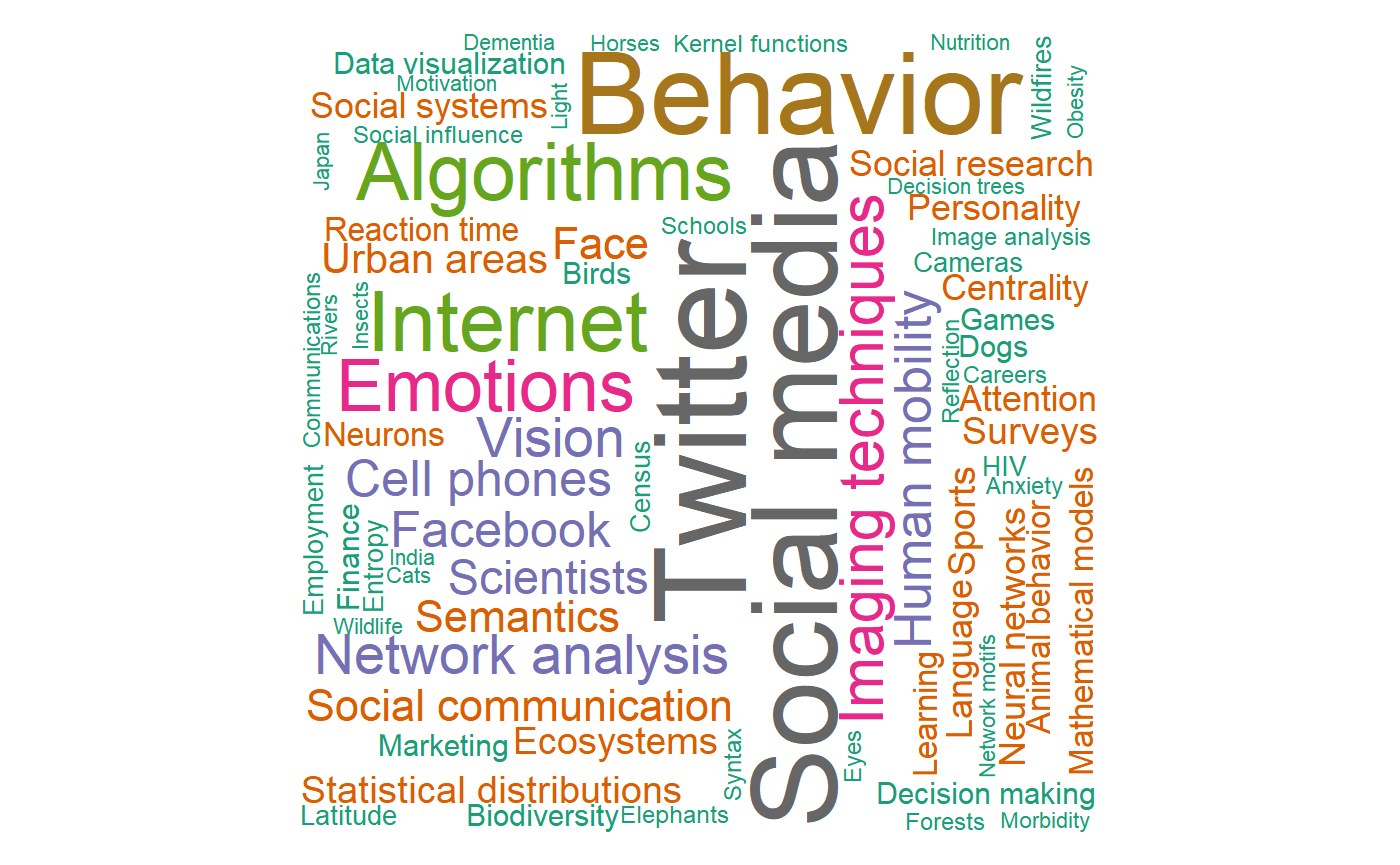 Dementia
Horses
Kernel functions
Nutrition
Data visualization
Behavior
Wildfires
Motivation
Light
Obesity
Social systems
Social influence
Japan
Algorithms
Social media
Social research
Decision trees
Imaging techniques
Personality
Reaction time
Face
Schools
Image analysis
Urban areas
Birds
Twitter
Cameras
Centrality
Communications
Rivers
Insects
Internet
Human mobility
Games
Reflection
Dogs
Emotions
Careers
Attention
Neurons
Vision
Surveys
Census
Cell phones
HIV
Anxiety
Sports
Employment
Finance
Entropy
Facebook
India
Cats
Scientists
Language
Neural networks
Animal behavior
Mathematical models
Semantics
Wildlife
Network analysis
Learning
Network motifs
Social communication
Marketing
Ecosystems
Syntax
Eyes
Statistical distributions
Decision making
Latitude
Biodiversity
Elephants
Forests
Morbidity